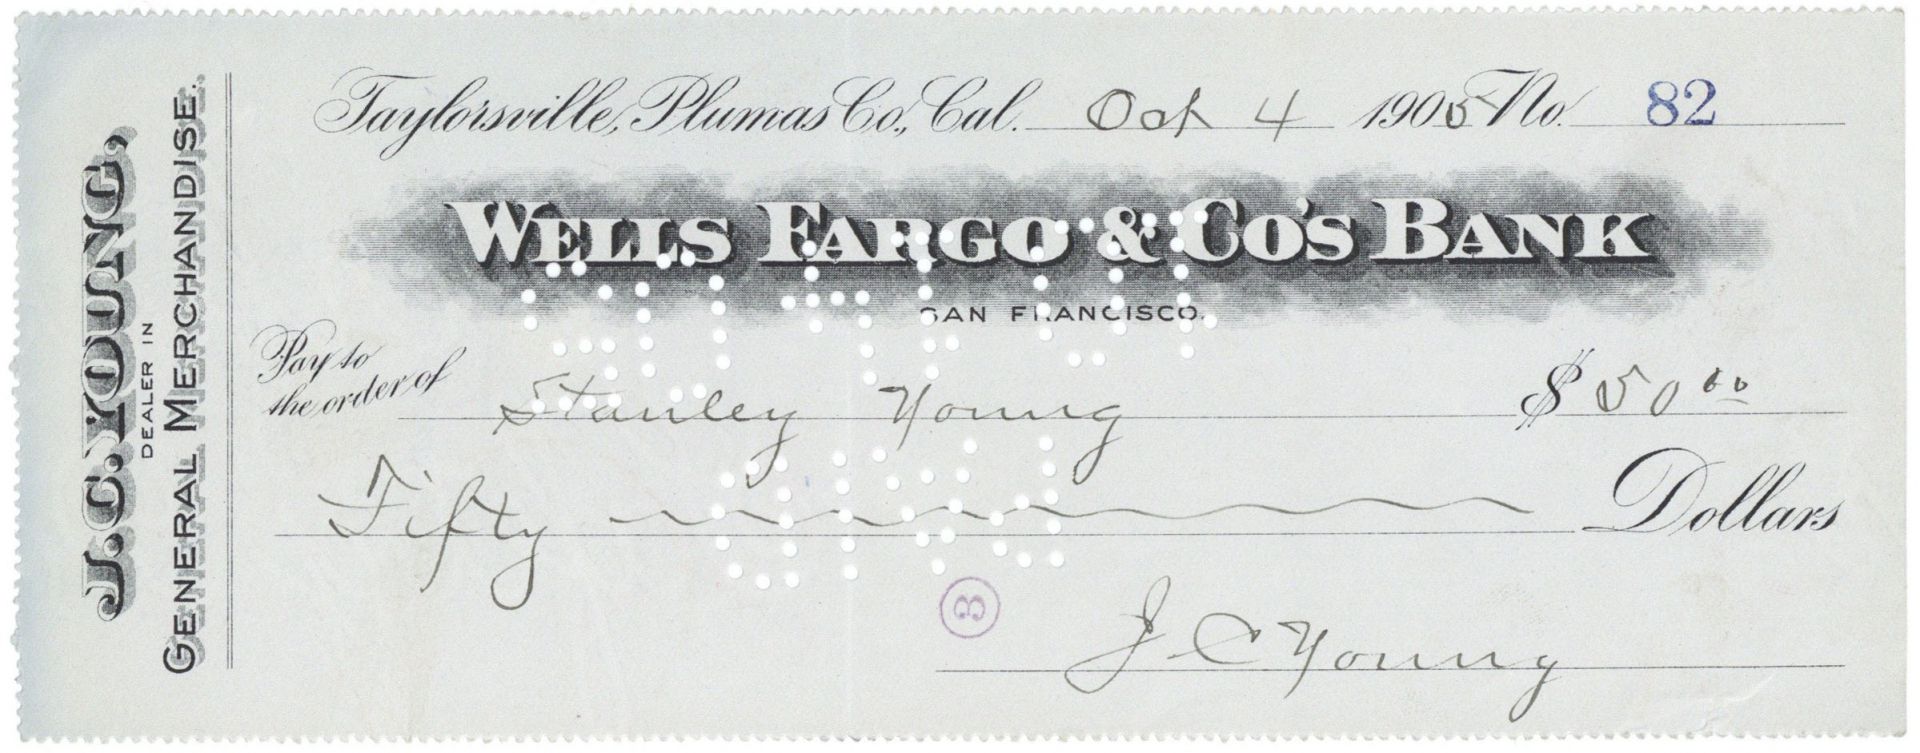 J. C. YOUNG,
DEALER IN
GENERAL MERCHANDISE.
Taylorsville, Plumas Co., Cal. Oct 4 1905 No. 82
WELLS FARGO & CO'S BANK
SAN FRANCISCO.
Pay to
the order of Stanley Young $ 50 00
Fifty Dollars
3
J C Young